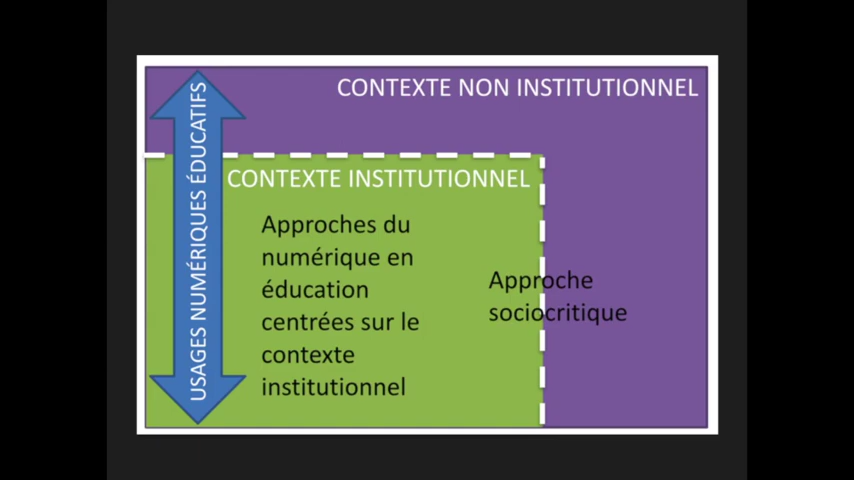 CONTEXTE NON INSTITUTIONNEL
USAGES NUMÉRIQUES ÉDUCATIFS
CONTEXTE INSTITUTIONNEL
Approches du
numérique en
éducation
centrées sur le
contexte
institutionnel
Approche
sociocritique